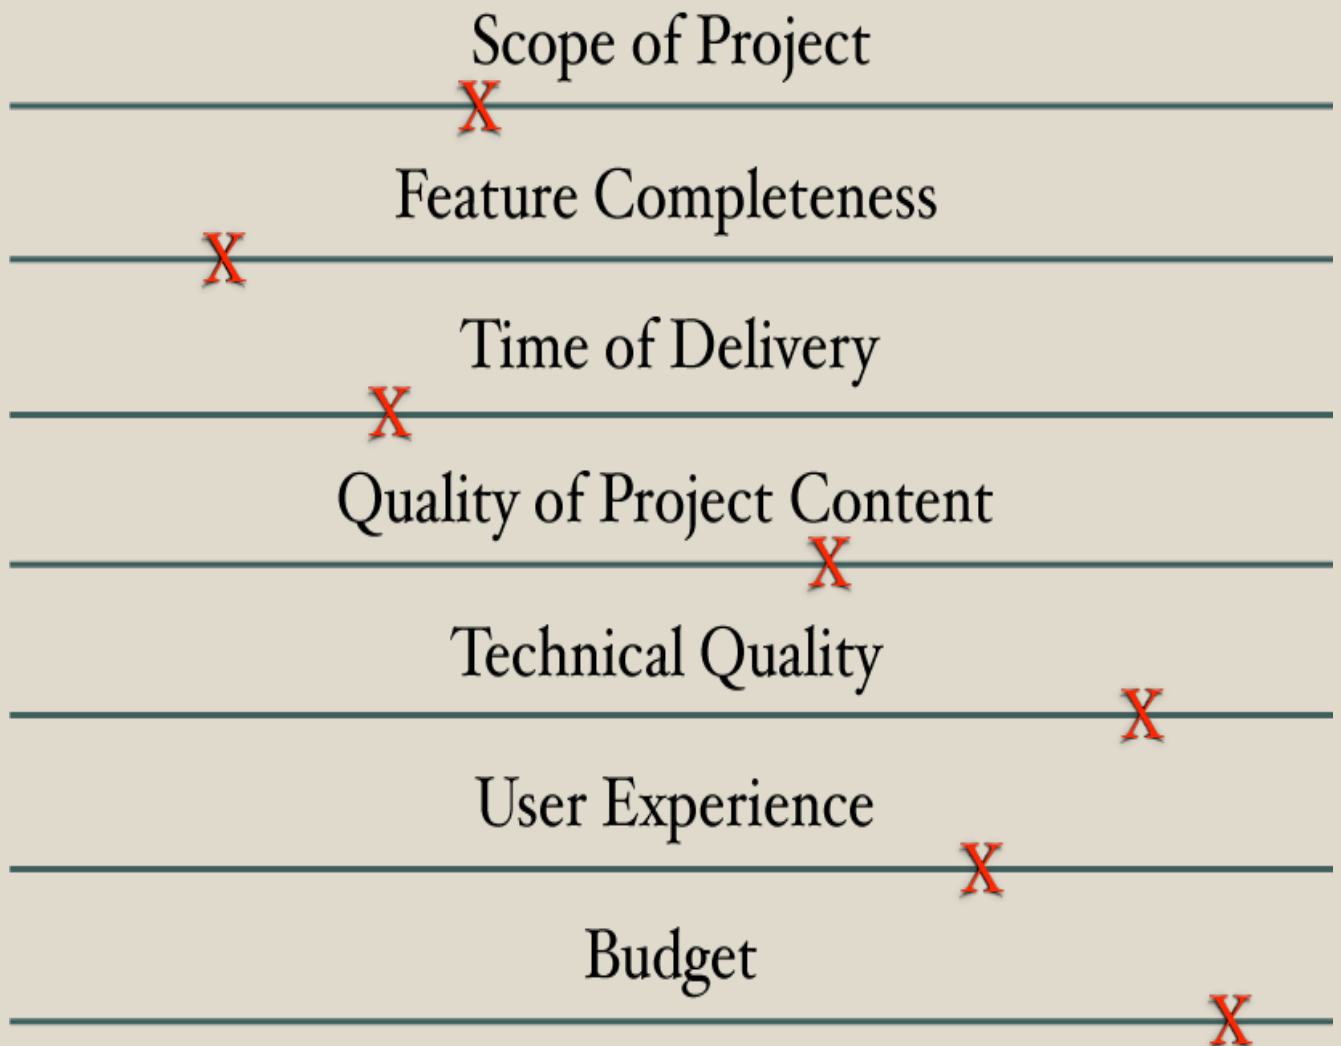 Scope of Project
X
Feature Completeness
X
Time of Delivery
X
Quality of Project Content
X
Technical Quality
X
User Experience
X
Budget
X